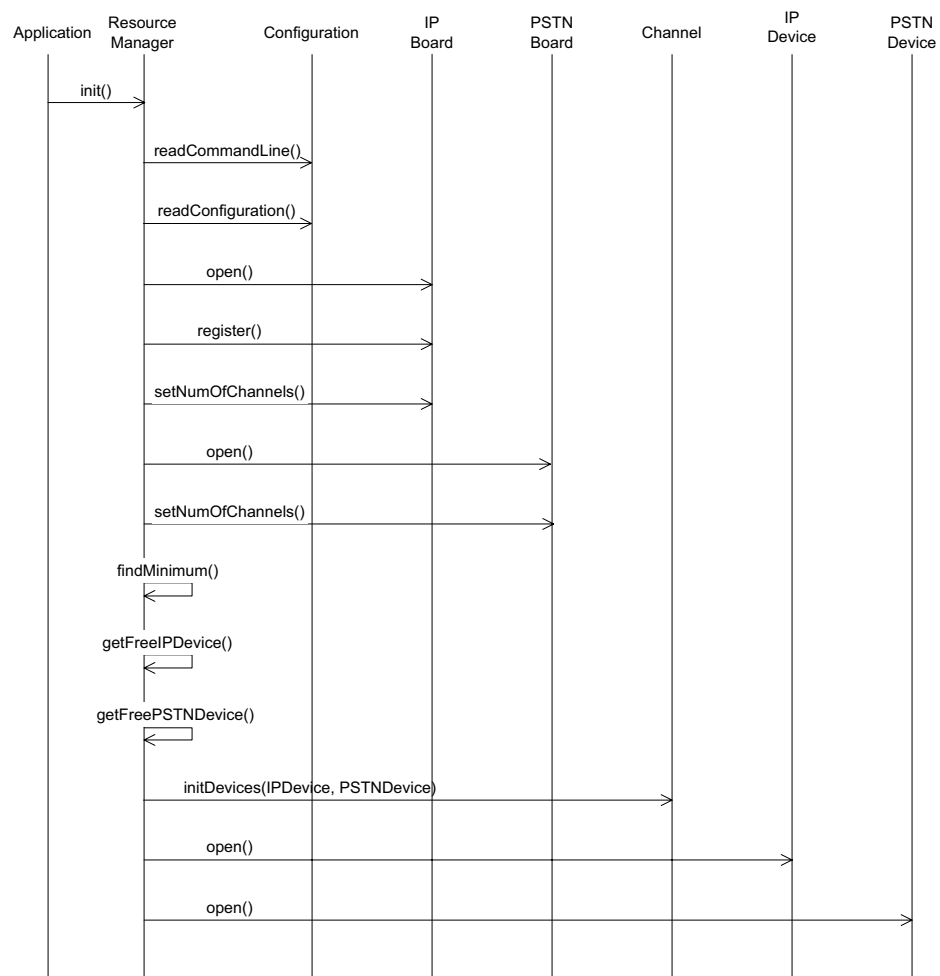 Application
Resource
Manager
Configuration
IP
Board
PSTN
Board
Channel
IP
Device
PSTN
Device
init()
readCommandLine()
readConfiguration()
open()
register()
setNumOfChannels()
open()
setNumOfChannels()
findMinimum()
getFreeIPDevice()
getFreePSTNDevice()
initDevices(IPDevice, PSTNDevice)
open()
open()